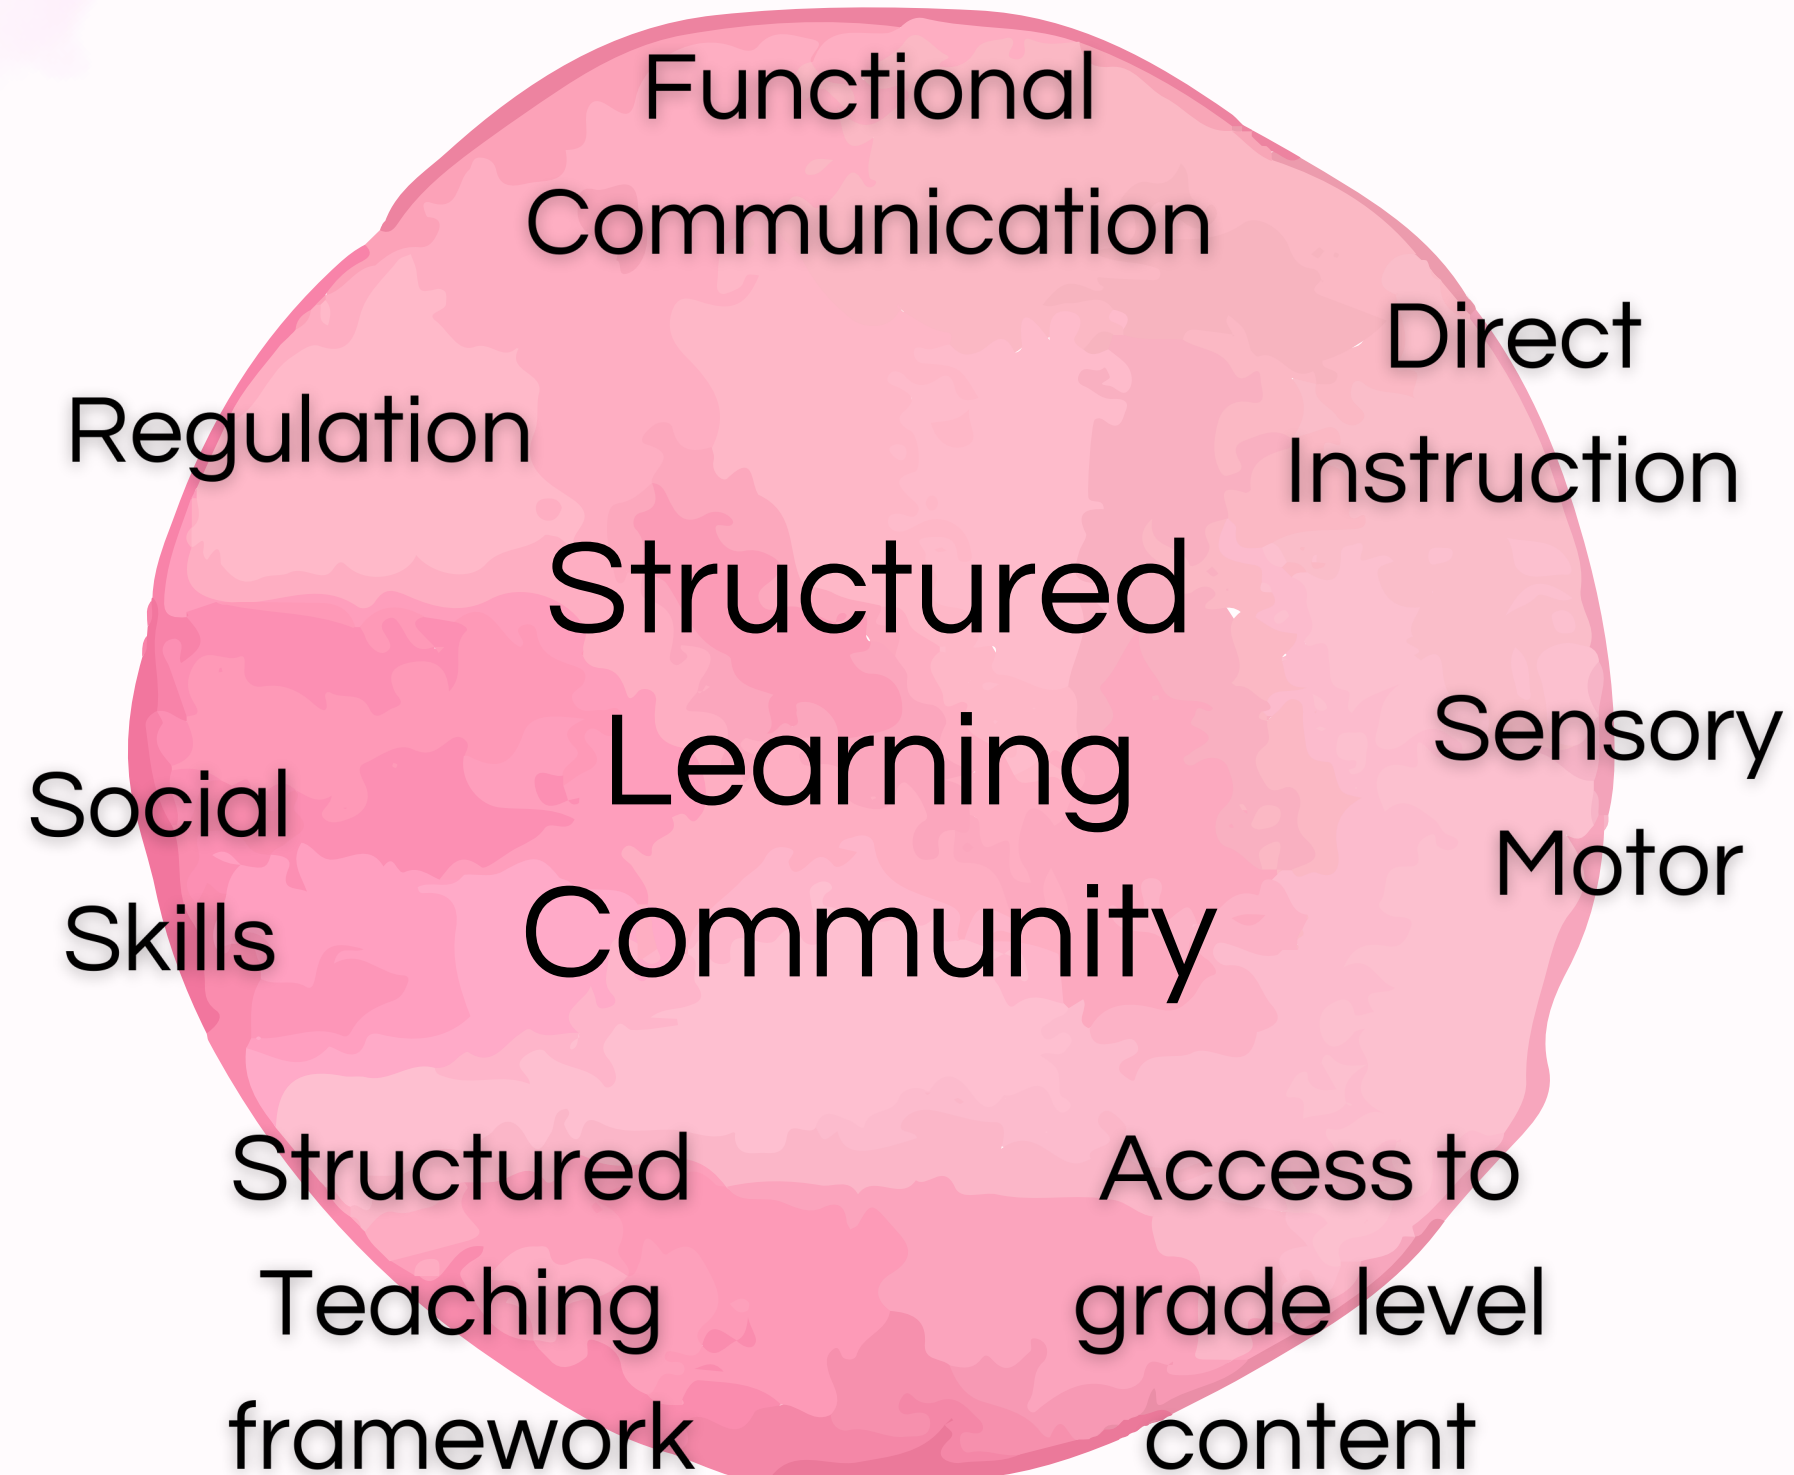 Functional
Communication
Direct
Instruction
Regulation
Structured
Learning
Community
Sensory
Motor
Social
Skills
Structured
Teaching
framework
Access to
grade level
content